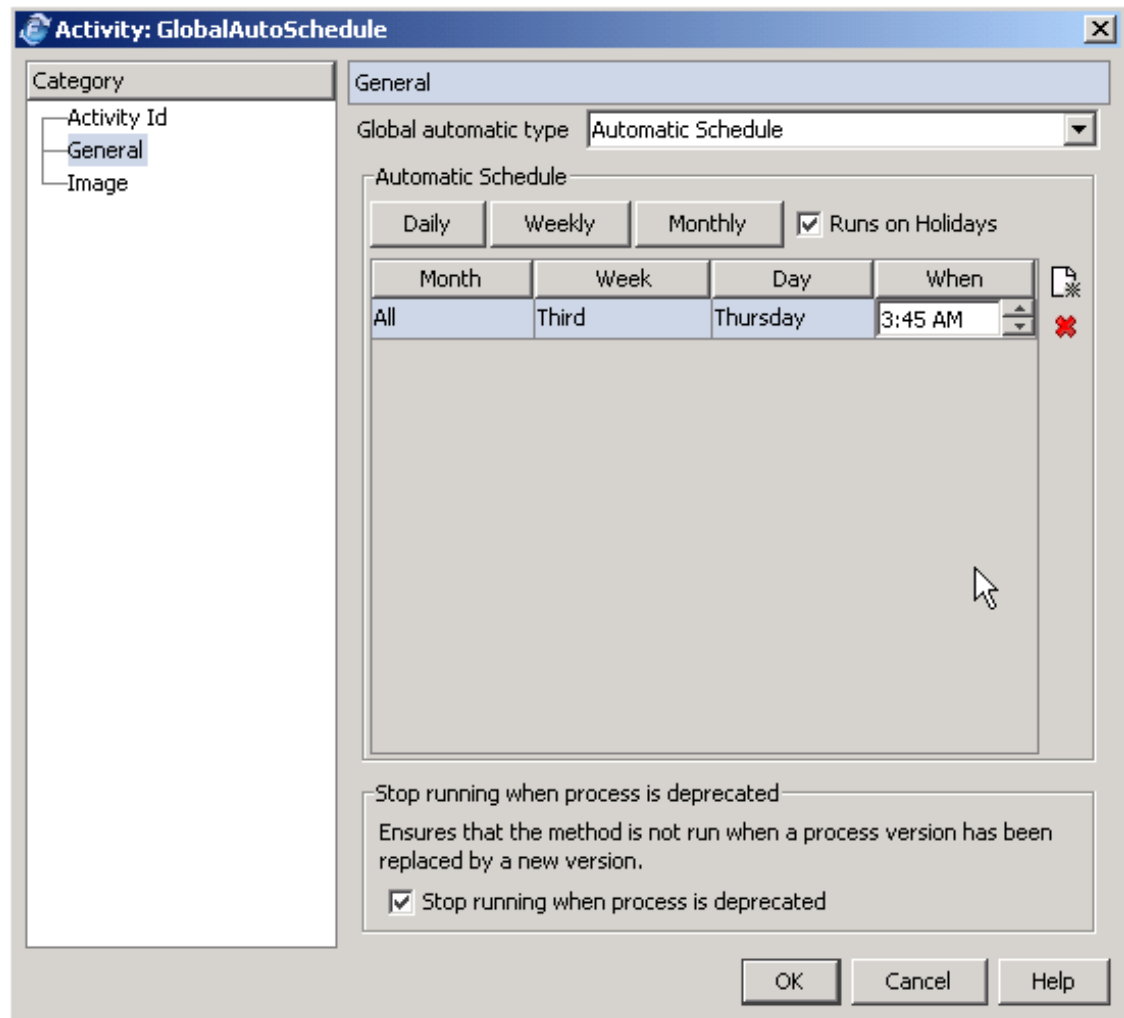 Activity: GlobalAutoSchedule
Category
Activity Id
General
Image
General
Global automatic type Automatic Schedule
Automatic Schedule
Daily Weekly Monthly Runs on Holidays
Month Week Day When
All Third Thursday 3:45 AM
Stop running when process is deprecated
Ensures that the method is not run when a process version has been
replaced by a new version.
Stop running when process is deprecated
OK Cancel Help